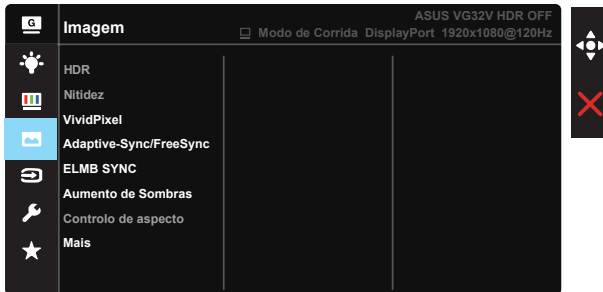 G
Imagem
ASUS VG32V HDR OFF
Modo de Corrida DisplayPort 1920x1080@120Hz
HDR
Nitidez
VividPixel
Adaptive-Sync/FreeSync
ELMB SYNC
Aumento de Sombras
Controlo de aspecto
Mais